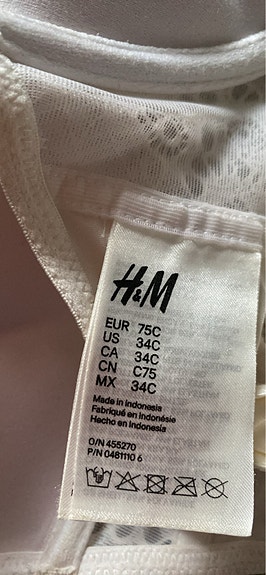 H&M
EUR 75C
US 34C
CA 34C
CN C75
MX 34C
Made in Indonesia
Fabriqué en Indonésie
Hecho en Indonesia
O/N 455270
P/N 0481110 6